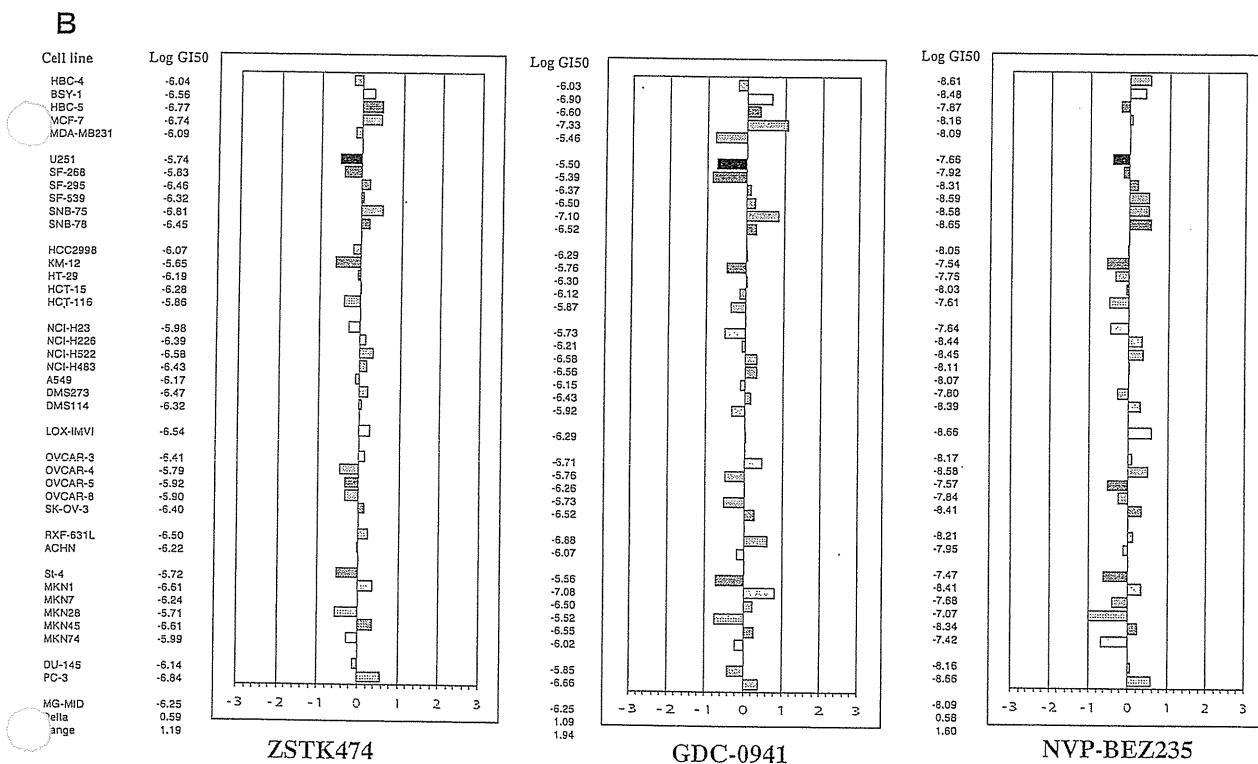 B
Cell line Log GI50 Log GI50 Log GI50
HBC-4 -6.04 -6.03 -8.61
BSY-1 -6.56 -6.90 -8.48
HBC-5 -6.77 -6.60 -7.87
MCF-7 -6.74 -7.33 -8.16
MDA-MB231 -6.09 -5.46 -8.09
U251 -5.74 -5.50 -7.66
SF-268 -5.83 -5.39 -7.92
SF-295 -6.46 -6.37 -8.31
SF-539 -6.32 -6.50 -8.59
SNB-75 -6.81 -7.10 -8.58
SNB-78 -6.45 -6.52 -8.65
HCC2998 -6.07 -6.29 -8.05
KM-12 -5.65 -5.76 -7.54
HT-29 -6.19 -6.30 -7.75
HCT-15 -6.28 -6.12 -8.03
HCT-116 -5.86 -5.87 -7.61
NCI-H23 -5.98 -5.73 -7.64
NCI-H226 -6.39 -6.21 -8.44
NCI-H522 -6.58 -6.58 -8.45
NCI-H483 -6.43 -6.56 -8.11
A549 -6.17 -6.15 -8.07
DMS273 -6.47 -6.43 -7.80
DMS114 -6.32 -5.92 -8.39
LOX-IMVI -6.54 -6.29 -8.66
OVCAR-3 -6.41 -5.71 -8.17
OVCAR-4 -5.79 -5.76 -8.58
OVCAR-5 -5.92 -6.26 -7.57
OVCAR-8 -5.90 -5.73 -7.84
SK-OV-3 -6.40 -6.52 -8.41
RXF-631L -6.50 -6.88 -8.21
ACHN -6.22 -6.07 -7.95
St-4 -5.72 -5.56 -7.47
MKN1 -6.61 -7.08 -8.41
MKN7 -6.24 -6.50 -7.68
MKN28 -5.71 -5.52 -7.07
MKN45 -6.61 -6.55 -8.34
MKN74 -5.99 -6.02 -7.42
DU-145 -6.14 -5.85 -8.16
PC-3 -6.84 -6.66 -8.66
MG-MID -6.25 -6.25 -8.09
0.59 1.09 0.58
1.19 1.94 1.60
-3 -2 -1 0 1 2 3 -3 -2 -1 0 1 2 3 -3 -2 -1 0 1 2 3
ZSTK474 GDC-0941 NVP-BEZ235